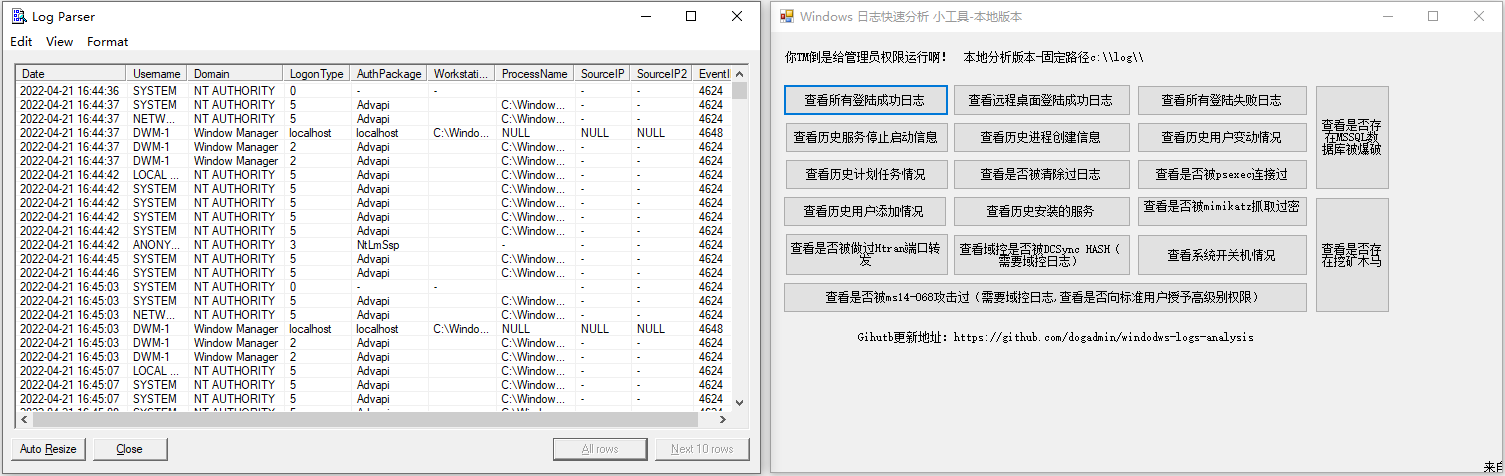 Log Parser
Edit View Format
Date Username Domain LogonType AuthPackage Workstati... ProcessName SourceIP SourceIP2 EventI
2022-04-21 16:44:36 SYSTEM NT AUTHORITY 0 - - 4624
2022-04-21 16:44:37 SYSTEM NT AUTHORITY 5 Advapi C:\Window... - - 4624
2022-04-21 16:44:37 NETW... NT AUTHORITY 5 Advapi C:\Window... - - 4624
2022-04-21 16:44:37 DWM-1 Window Manager localhost localhost C:\Windo... NULL NULL NULL 4648
2022-04-21 16:44:37 DWM-1 Window Manager 2 Advapi C:\Window... - - 4624
2022-04-21 16:44:37 DWM-1 Window Manager 2 Advapi C:\Window... - - 4624
2022-04-21 16:44:42 LOCAL ... NT AUTHORITY 5 Advapi C:\Window... - - 4624
2022-04-21 16:44:42 SYSTEM NT AUTHORITY 5 Advapi C:\Window... - - 4624
2022-04-21 16:44:42 SYSTEM NT AUTHORITY 5 Advapi C:\Window... - - 4624
2022-04-21 16:44:42 SYSTEM NT AUTHORITY 5 Advapi C:\Window... - - 4624
2022-04-21 16:44:42 SYSTEM NT AUTHORITY 5 Advapi C:\Window... - - 4624
2022-04-21 16:44:42 ANONY... NT AUTHORITY 3 NtLmSsp - - - 4624
2022-04-21 16:44:45 SYSTEM NT AUTHORITY 5 Advapi C:\Window... - - 4624
2022-04-21 16:44:46 SYSTEM NT AUTHORITY 5 Advapi C:\Window... - - 4624
2022-04-21 16:45:03 SYSTEM NT AUTHORITY 0 - - 4624
2022-04-21 16:45:03 SYSTEM NT AUTHORITY 5 Advapi C:\Window... - - 4624
2022-04-21 16:45:03 NETW... NT AUTHORITY 5 Advapi C:\Window... - - 4624
2022-04-21 16:45:03 DWM-1 Window Manager localhost localhost C:\Windo... NULL NULL NULL 4648
2022-04-21 16:45:03 DWM-1 Window Manager 2 Advapi C:\Window... - - 4624
2022-04-21 16:45:03 DWM-1 Window Manager 2 Advapi C:\Window... - - 4624
2022-04-21 16:45:07 LOCAL ... NT AUTHORITY 5 Advapi C:\Window... - - 4624
2022-04-21 16:45:07 SYSTEM NT AUTHORITY 5 Advapi C:\Window... - - 4624
2022-04-21 16:45:07 SYSTEM NT AUTHORITY 5 Advapi C:\Window... - - 4624
Auto Resize Close All rows Next 10 rows
Windows 日志快速分析 小工具-本地版本
你TM倒是给管理员权限运行啊! 本地分析版本-固定路径c:\\log\\
查看所有登陆成功日志 查看远程桌面登陆成功日志 查看所有登陆失败日志
查看是否存
在MSSQL数
据库被爆破
查看历史服务停止启动信息 查看历史进程创建信息 查看历史用户变动情况
查看历史计划任务情况 查看是否被清除过日志 查看是否被psexec连接过
查看历史用户添加情况 查看历史安装的服务 查看是否被mimikatz抓取过密
查看是否存
在挖矿木马
查看是否被做过Htran端口转
发
查看域控是否被DCSync HASH(
需要域控日志)
查看系统开关机情况
查看是否被ms14-068攻击过(需要域控日志,查看是否向标准用户授予高级别权限)
Gihutb更新地址: https://github.com/dogadmin/windodws-logs-analysis